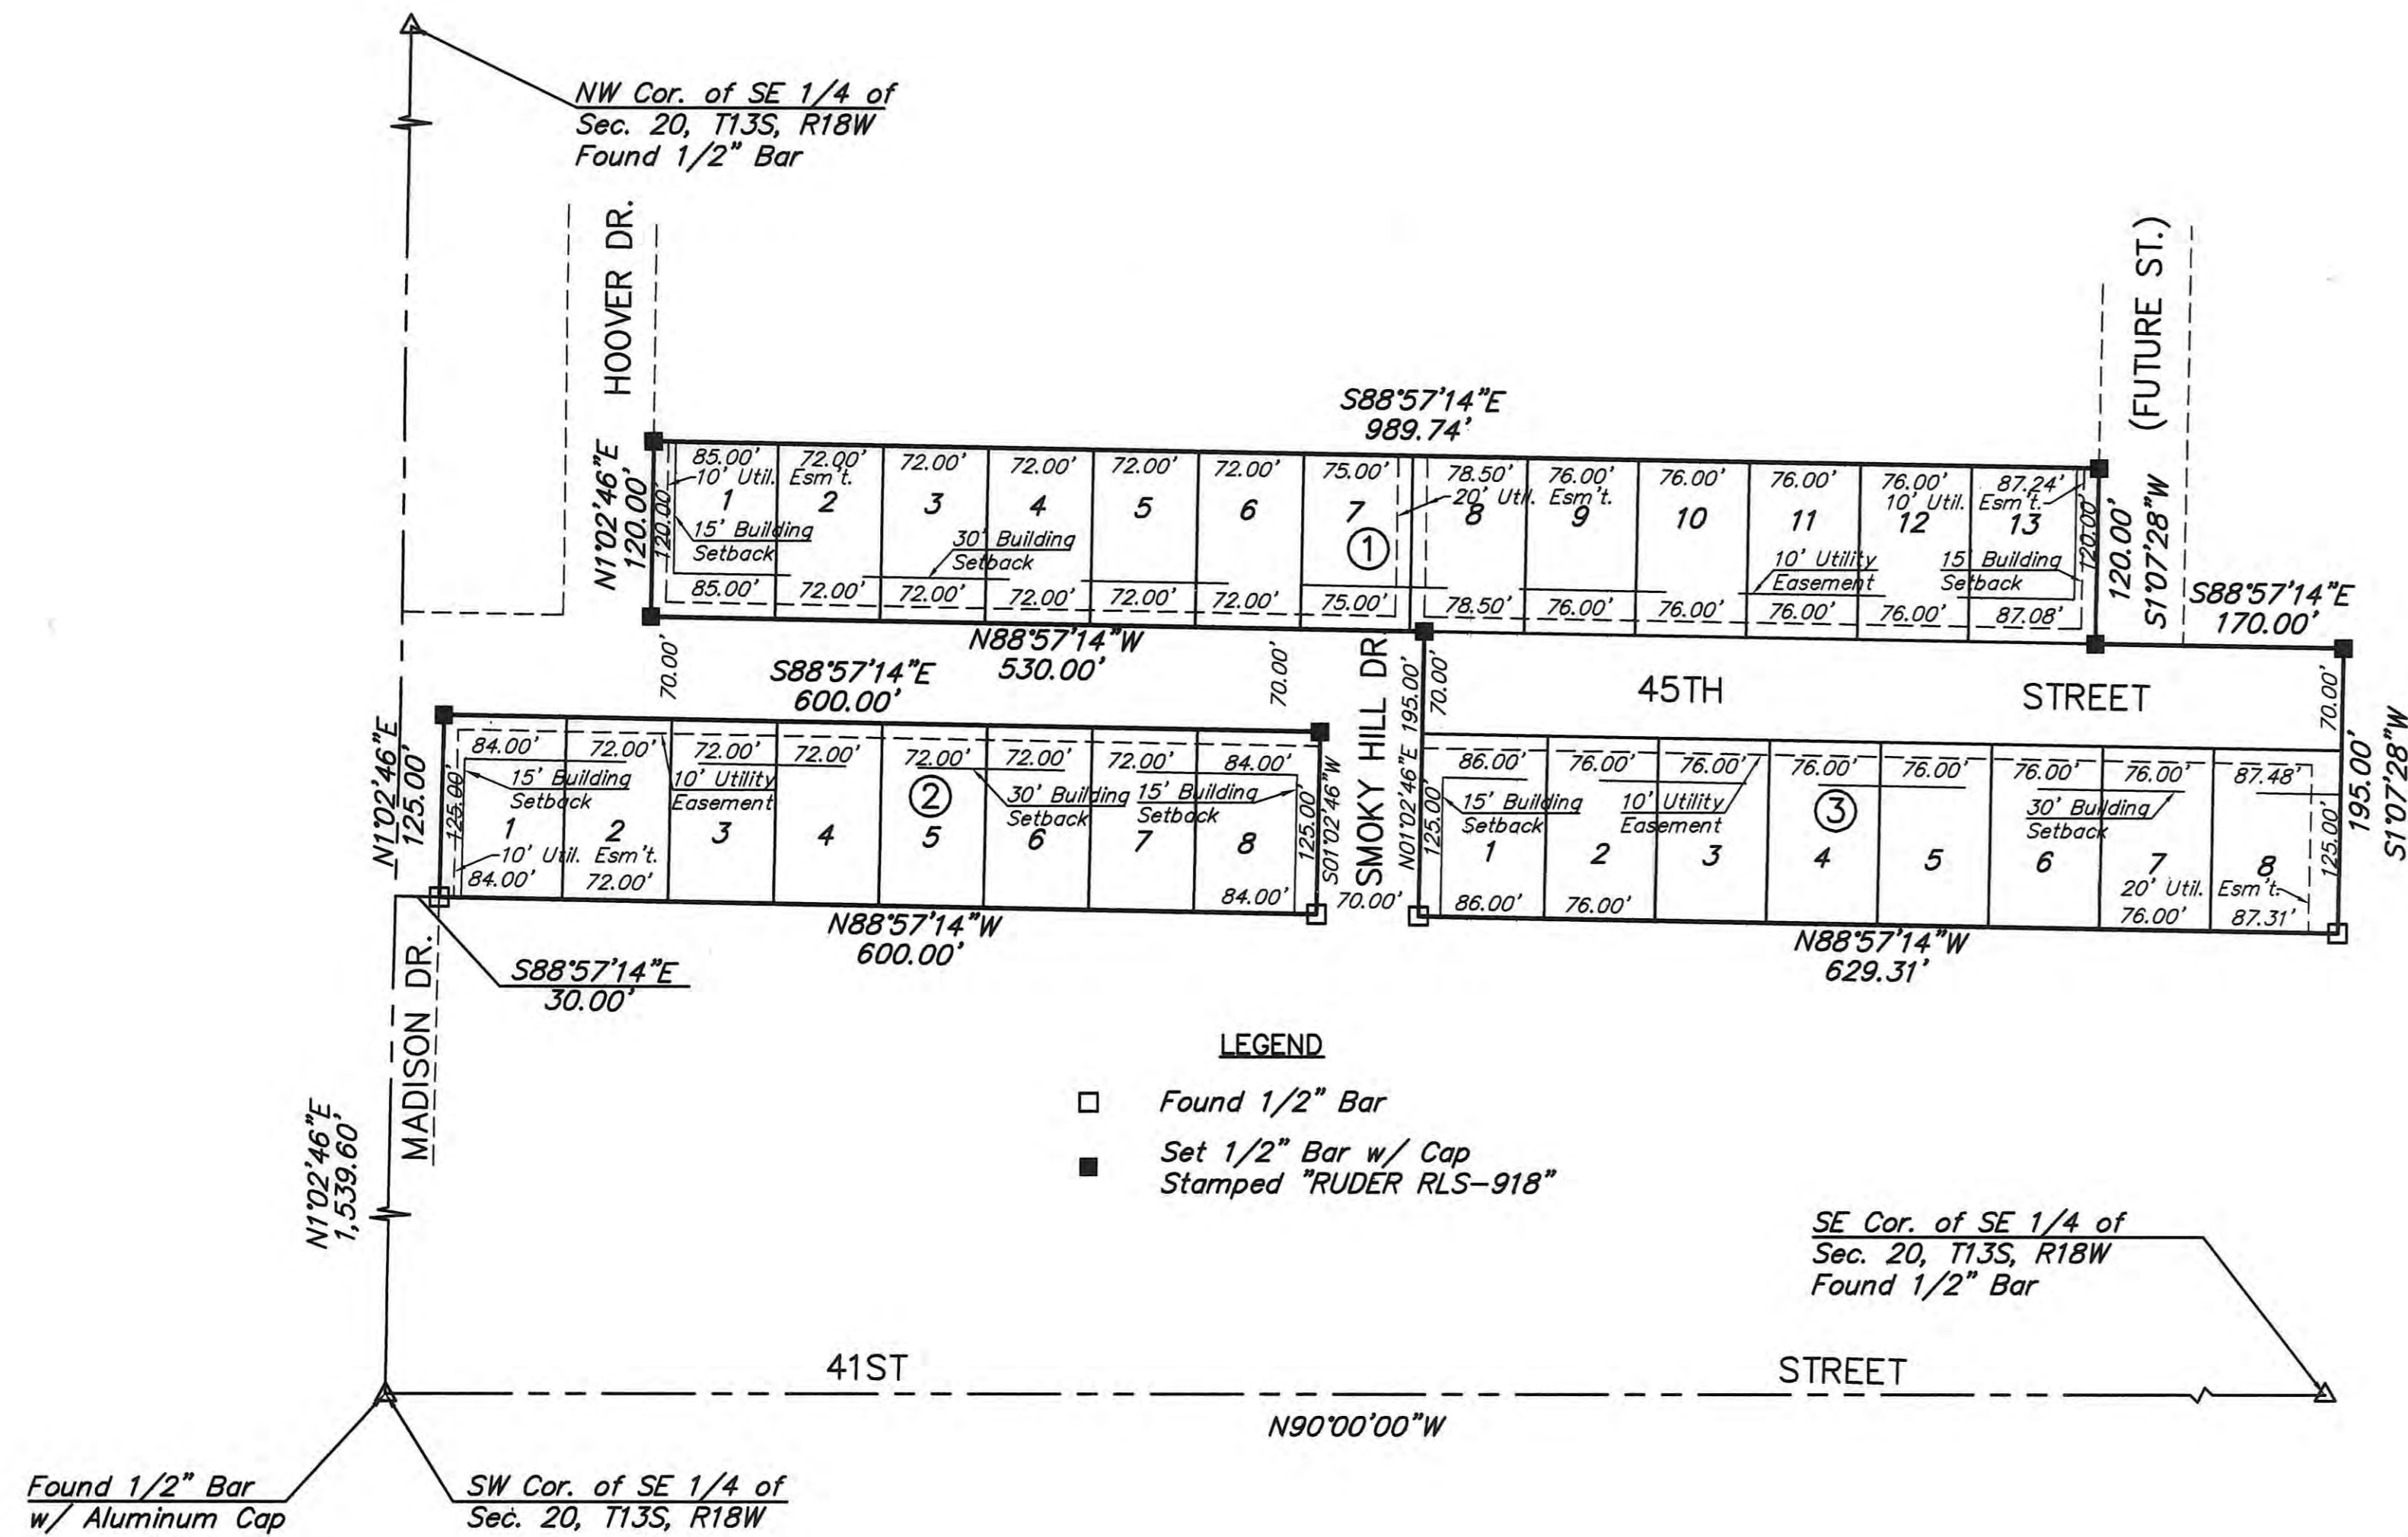 NW Cor. of SE 1/4 of
Sec. 20, T13S, R18W
Found 1/2" Bar
HOOVER DR.
(FUTURE ST.)
S88°57'14"E
989.74'
N1°02'46"E
120.00'
120.00'
85.00' 72.00' 72.00' 72.00' 72.00' 72.00' 75.00' 78.50' 76.00' 76.00' 76.00' 76.00' 87.24'
10' Util. Esm't.
20' Util. Esm't.
10' Util. Esm't.
1 2 3 4 5 6 7 8 9 10 11 12 13
1
15' Building
Setback
30' Building
Setback
10' Utility
Easement
15' Building
Setback
85.00' 72.00' 72.00' 72.00' 72.00' 72.00' 75.00' 78.50' 76.00' 76.00' 76.00' 76.00' 87.08'
120.00'
120.00'
S1°07'28"W
S88°57'14"E
170.00'
N88°57'14"W
530.00'
70.00'
70.00'
S88°57'14"E
600.00'
SMOKY HILL DR.
N01°02'46"E 195.00'
70.00'
45TH STREET
70.00'
195.00'
S1°07'28"W
N1°02'46"E
125.00'
125.00'
84.00' 72.00' 72.00' 72.00' 72.00' 72.00' 72.00' 84.00'
15' Building
Setback
10' Utility
Easement
2
30' Building
Setback
15' Building
Setback
1 2 3 4 5 6 7 8
10' Util. Esm't.
84.00' 72.00' 84.00'
125.00'
S01°02'46"W
70.00'
125.00'
86.00' 76.00' 76.00' 76.00' 76.00' 76.00' 76.00' 87.48'
15' Building
Setback
10' Utility
Easement
3
30' Building
Setback
1 2 3 4 5 6 7 8
20' Util. Esm't.
86.00' 76.00' 76.00' 87.31'
125.00'
N88°57'14"W
600.00'
N88°57'14"W
629.31'
S88°57'14"E
30.00'
MADISON DR.
N1°02'46"E
1,539.60'
LEGEND
Found 1/2" Bar
Set 1/2" Bar w/ Cap
Stamped "RUDER RLS-918"
SE Cor. of SE 1/4 of
Sec. 20, T13S, R18W
Found 1/2" Bar
41ST STREET
N90°00'00"W
Found 1/2" Bar
w/ Aluminum Cap
SW Cor. of SE 1/4 of
Sec. 20, T13S, R18W